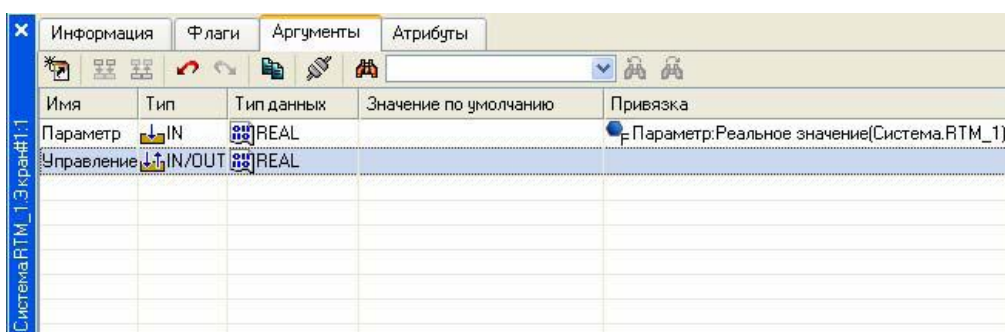 Информация Флаги Аргументы Атрибуты
Имя Тип Тип данных Значение по умолчанию Привязка
Параметр IN REAL Параметр:Реальное значение(Система.RTM_1)
Управление IN/OUT REAL
Система.RTM_1.Экран#1:1